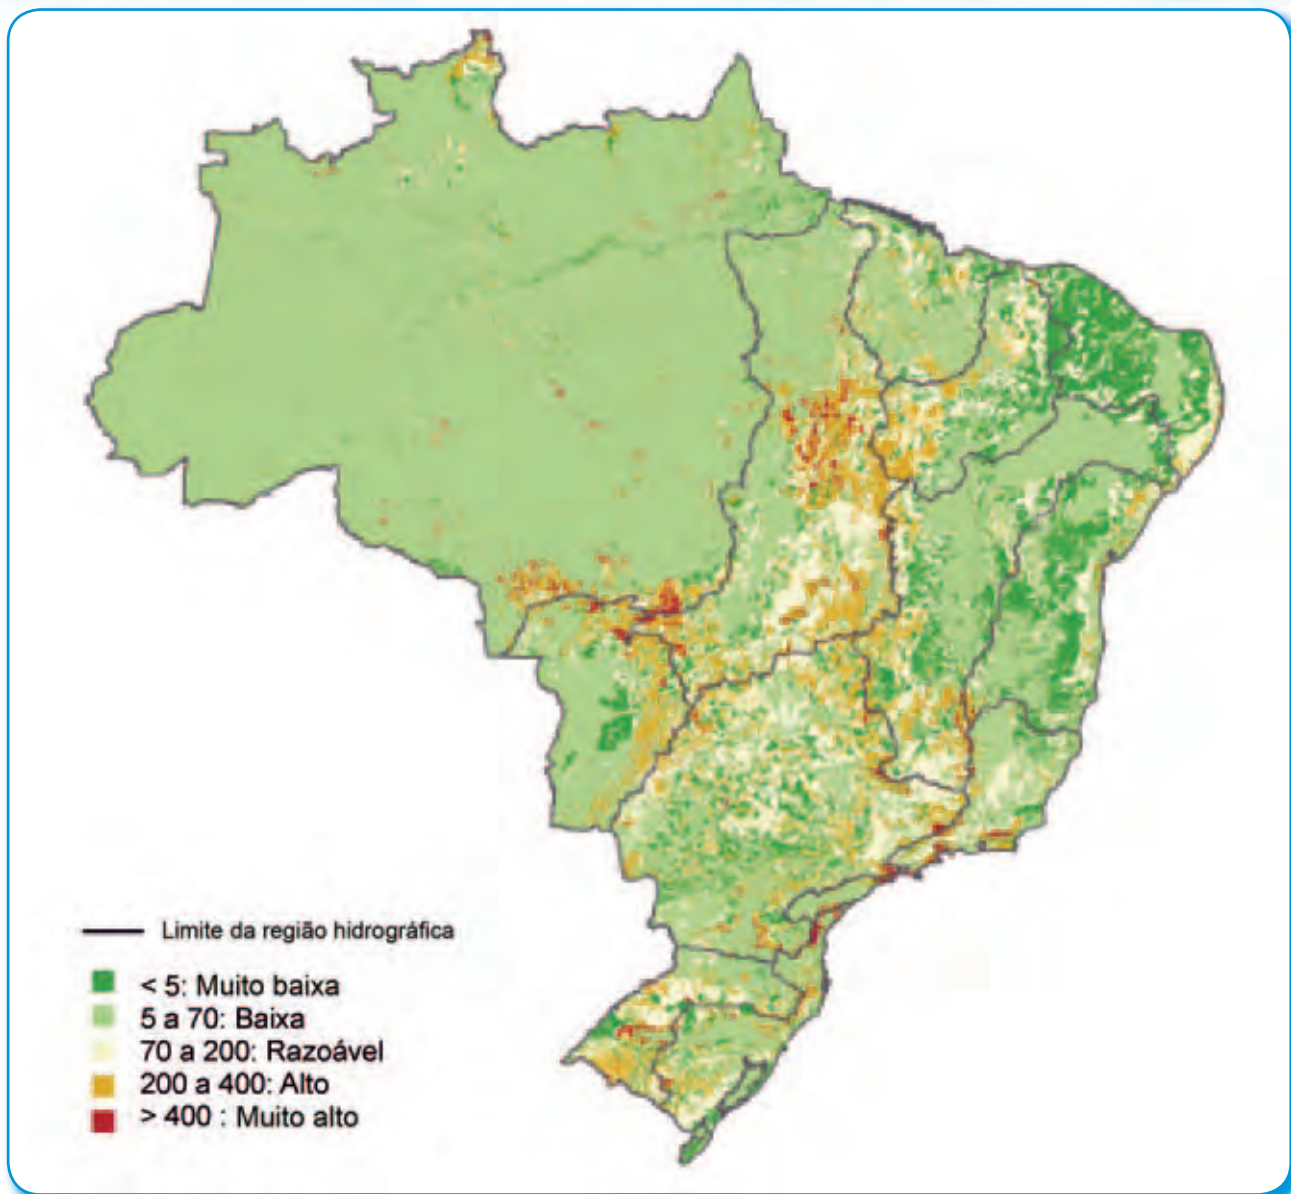 Limite da região hidrográfica
< 5: Muito baixa
5 a 70: Baixa
70 a 200: Razoável
200 a 400: Alto
> 400 : Muito alto